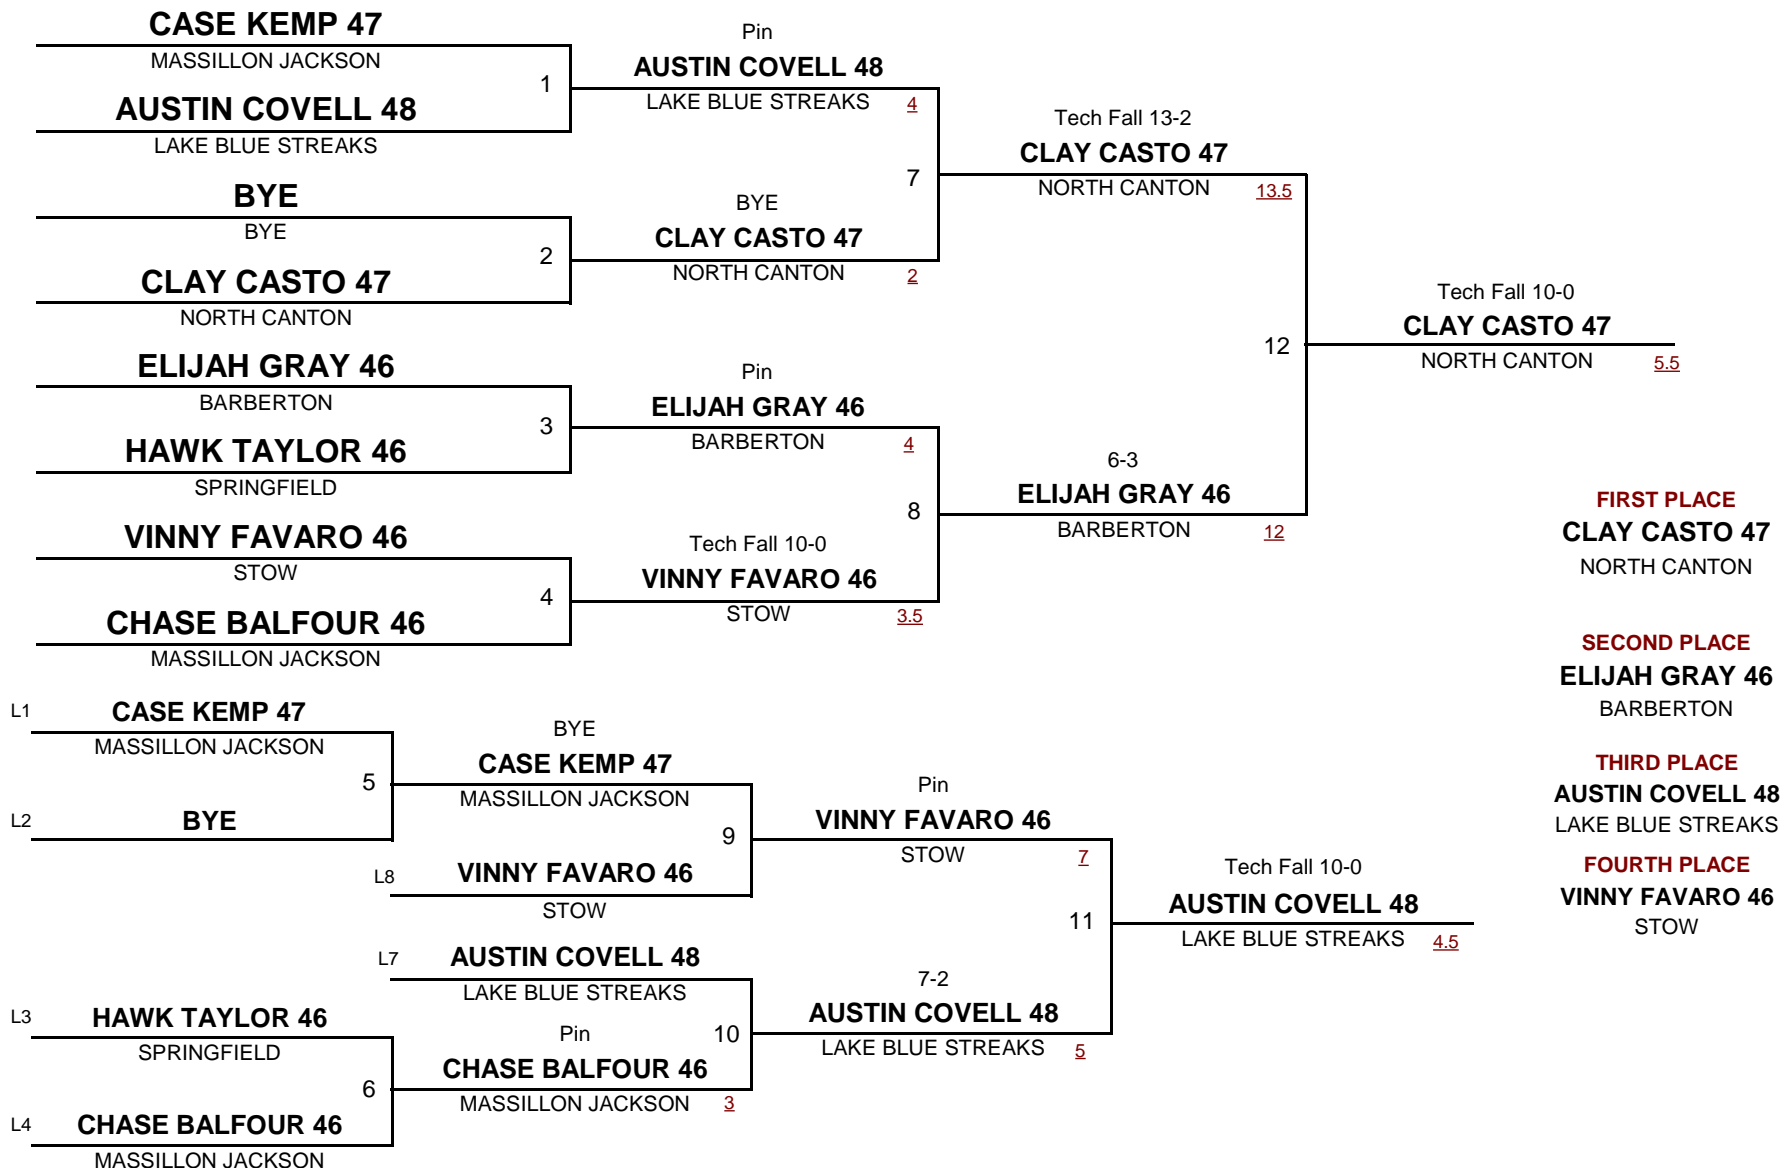 CASE KEMP 47
MASSILLON JACKSON
1
AUSTIN COVELL 48
LAKE BLUE STREAKS
BYE
BYE
2
CLAY CASTO 47
NORTH CANTON
ELIJAH GRAY 46
BARBERTON
3
HAWK TAYLOR 46
SPRINGFIELD
VINNY FAVARO 46
STOW
4
CHASE BALFOUR 46
MASSILLON JACKSON
Pin
AUSTIN COVELL 48
LAKE BLUE STREAKS 4
7
BYE
CLAY CASTO 47
NORTH CANTON 2
Pin
ELIJAH GRAY 46
BARBERTON 4
8
Tech Fall 10-0
VINNY FAVARO 46
STOW 3.5
Tech Fall 13-2
CLAY CASTO 47
NORTH CANTON 13.5
12
6-3
ELIJAH GRAY 46
BARBERTON 12
Tech Fall 10-0
CLAY CASTO 47
NORTH CANTON 5.5
FIRST PLACE
CLAY CASTO 47
NORTH CANTON
SECOND PLACE
ELIJAH GRAY 46
BARBERTON
THIRD PLACE
AUSTIN COVELL 48
LAKE BLUE STREAKS
FOURTH PLACE
VINNY FAVARO 46
STOW
L1 CASE KEMP 47
MASSILLON JACKSON
5
L2 BYE
BYE
CASE KEMP 47
MASSILLON JACKSON
9
L8 VINNY FAVARO 46
STOW
L7 AUSTIN COVELL 48
LAKE BLUE STREAKS
10
L3 HAWK TAYLOR 46
SPRINGFIELD
6
L4 CHASE BALFOUR 46
MASSILLON JACKSON
Pin
CHASE BALFOUR 46
MASSILLON JACKSON 3
Pin
VINNY FAVARO 46
STOW 7
11
7-2
AUSTIN COVELL 48
LAKE BLUE STREAKS 5
Tech Fall 10-0
AUSTIN COVELL 48
LAKE BLUE STREAKS 4.5